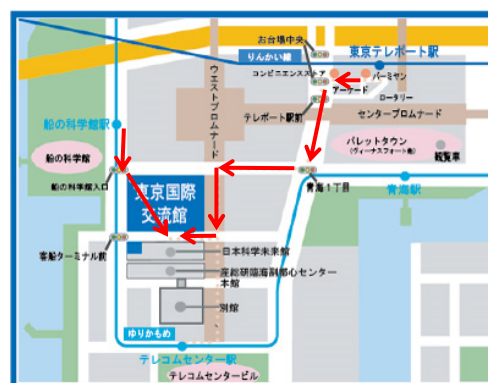 お台場中央
りんかい線
東京テレポート駅
コンビニエンスストア
バーミヤン
アーケード
ウエストプロムナード
ロータリー
テレポート駅前
センタープロムナード
船の科学館駅
パレットタウン
(ヴィーナスフォート他)
観覧車
船の科学館
船の科学館入口
東京国際
交流館
青海1丁目
青海駅
客船ターミナル前
日本科学未来館
産総研臨海副都心センター
本館
別館
ゆりかもめ
テレコムセンター駅
テレコムセンタービル